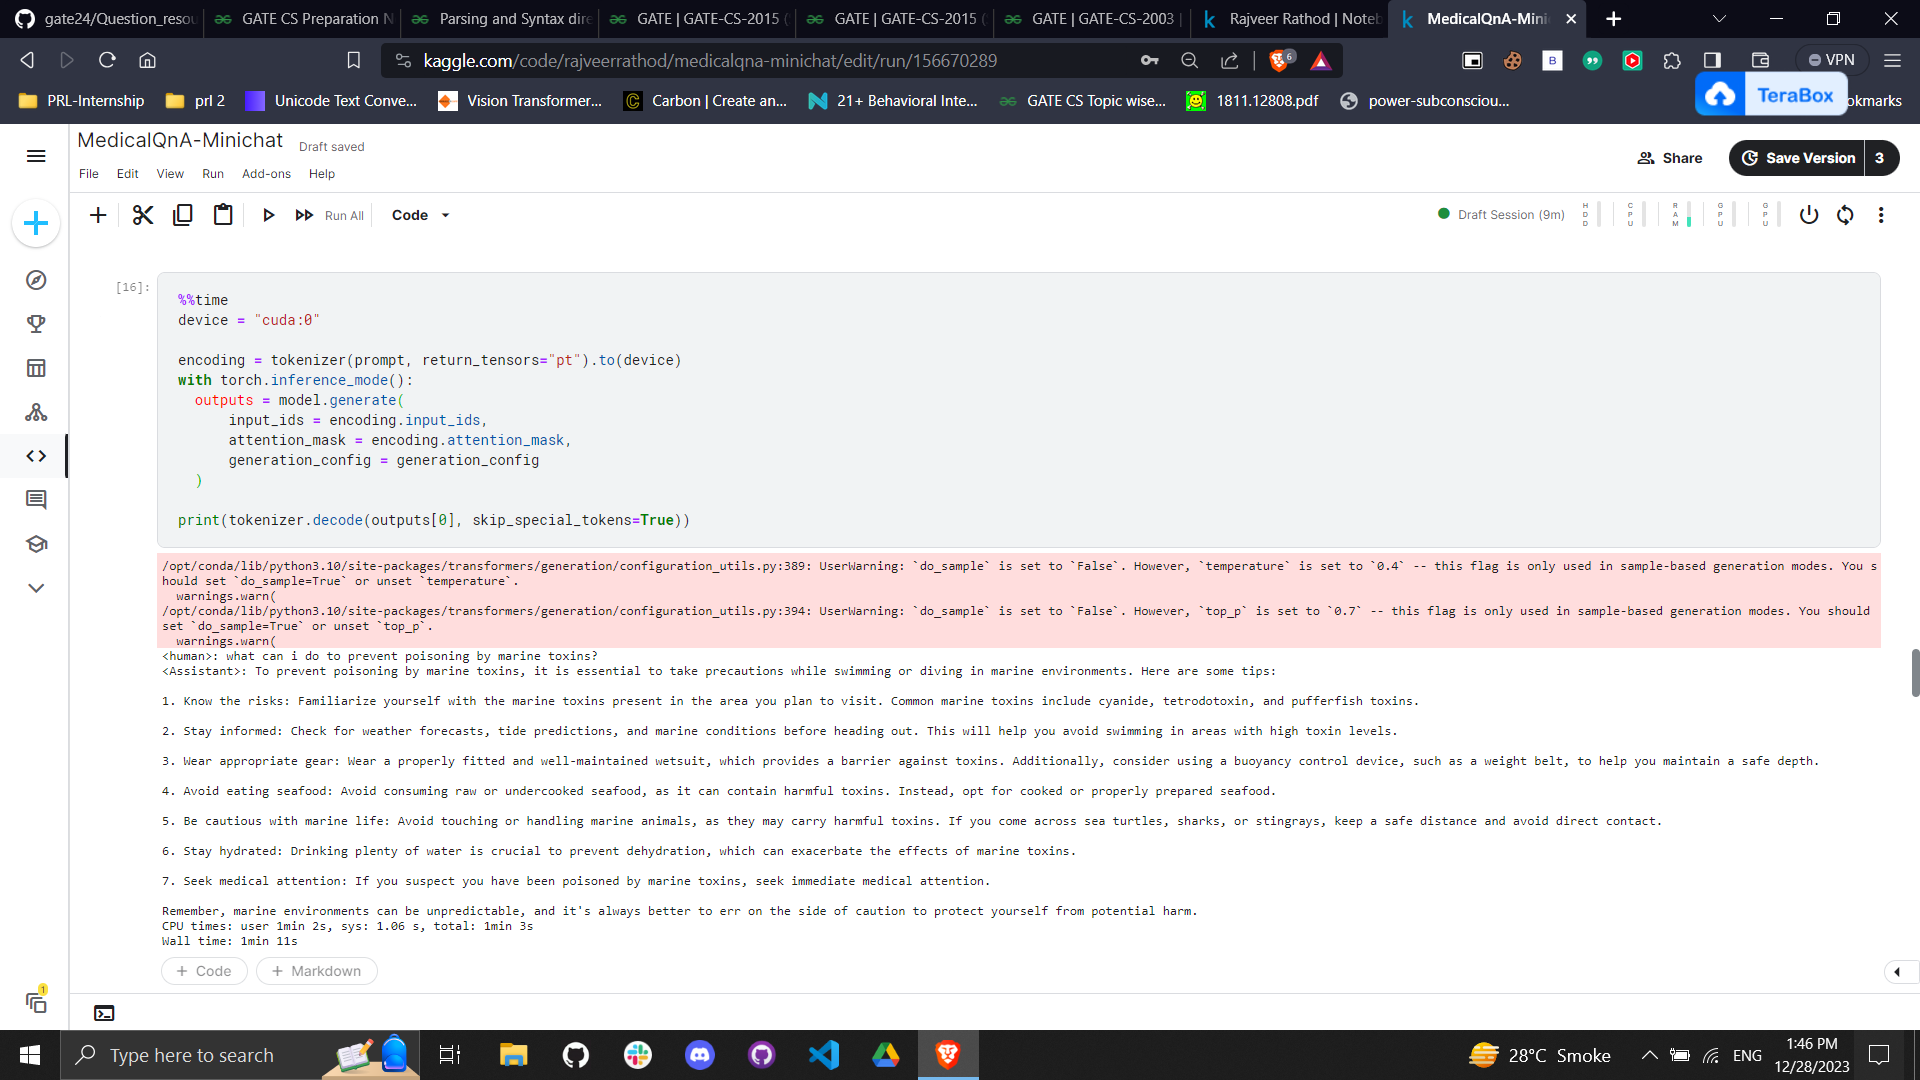 gate24/Question_resou
GATE CS Preparation N
Parsing and Syntax dire
GATE | GATE-CS-2015 (
GATE | GATE-CS-2015 (
GATE | GATE-CS-2003 |
Rajveer Rathod | Noteb
MedicalQnA-Mini
kaggle.com/code/rajveerrathod/medicalqna-minichat/edit/run/156670289
6
VPN
PRL-Internship
prl 2
Unicode Text Conve...
Vision Transformer...
Carbon | Create an...
21+ Behavioral Inte...
GATE CS Topic wise...
1811.12808.pdf
power-subconsciou...
TeraBox
okmarks
MedicalQnA-Minichat
Draft saved
File Edit View Run Add-ons Help
Share
Save Version 3
Run All
Code
Draft Session (9m)
HDD
CPU
RAM
GPU
GPU
[16]:
%%time
device = "cuda:0"
encoding = tokenizer(prompt, return_tensors="pt").to(device)
with torch.inference_mode():
outputs = model.generate(
input_ids = encoding.input_ids,
attention_mask = encoding.attention_mask,
generation_config = generation_config
)
print(tokenizer.decode(outputs[0], skip_special_tokens=True))
/opt/conda/lib/python3.10/site-packages/transformers/generation/configuration_utils.py:389: UserWarning: `do_sample` is set to `False`. However, `temperature` is set to `0.4` -- this flag is only used in sample-based generation modes. You s
hould set `do_sample=True` or unset `temperature`.
warnings.warn(
/opt/conda/lib/python3.10/site-packages/transformers/generation/configuration_utils.py:394: UserWarning: `do_sample` is set to `False`. However, `top_p` is set to `0.7` -- this flag is only used in sample-based generation modes. You should
set `do_sample=True` or unset `top_p`.
warnings.warn(
<human>: what can i do to prevent poisoning by marine toxins?
<Assistant>: To prevent poisoning by marine toxins, it is essential to take precautions while swimming or diving in marine environments. Here are some tips:
1. Know the risks: Familiarize yourself with the marine toxins present in the area you plan to visit. Common marine toxins include cyanide, tetrodotoxin, and pufferfish toxins.
2. Stay informed: Check for weather forecasts, tide predictions, and marine conditions before heading out. This will help you avoid swimming in areas with high toxin levels.
3. Wear appropriate gear: Wear a properly fitted and well-maintained wetsuit, which provides a barrier against toxins. Additionally, consider using a buoyancy control device, such as a weight belt, to help you maintain a safe depth.
4. Avoid eating seafood: Avoid consuming raw or undercooked seafood, as it can contain harmful toxins. Instead, opt for cooked or properly prepared seafood.
5. Be cautious with marine life: Avoid touching or handling marine animals, as they may carry harmful toxins. If you come across sea turtles, sharks, or stingrays, keep a safe distance and avoid direct contact.
6. Stay hydrated: Drinking plenty of water is crucial to prevent dehydration, which can exacerbate the effects of marine toxins.
7. Seek medical attention: If you suspect you have been poisoned by marine toxins, seek immediate medical attention.
Remember, marine environments can be unpredictable, and it's always better to err on the side of caution to protect yourself from potential harm.
CPU times: user 1min 2s, sys: 1.06 s, total: 1min 3s
Wall time: 1min 11s
+ Code
+ Markdown
1
Type here to search
28°C Smoke
ENG
1:46 PM
12/28/2023